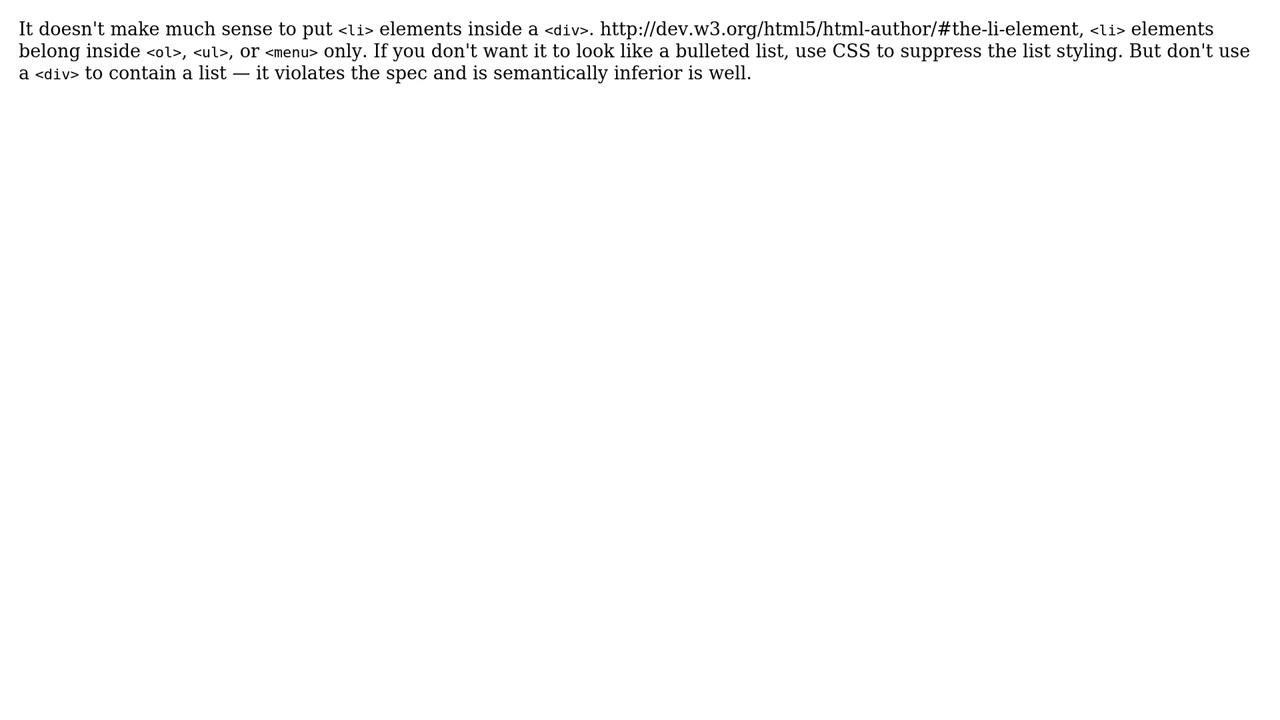 It doesn't make much sense to put <li> elements inside a <div>. http://dev.w3.org/html5/html-author/#the-li-element, <li> elements
belong inside <ol>, <ul>, or <menu> only. If you don't want it to look like a bulleted list, use CSS to suppress the list styling. But don't use
a <div> to contain a list — it violates the spec and is semantically inferior is well.